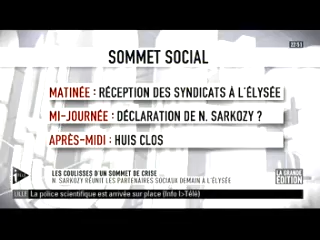 22:51
SOMMET SOCIAL
MATINÉE : RÉCEPTION DES SYNDICATS À L'ÉLYSÉE
MI-JOURNÉE : DÉCLARATION DE N. SARKOZY ?
APRÈS-MIDI : HUIS CLOS
LES COULISSES D'UN SOMMET DE CRISE
N. SARKOZY RÉUNIT LES PARTENAIRES SOCIAUX DEMAIN À L'ÉLYSÉE
LA GRANDE
ÉDITION
LILLE La police scientifique est arrivée sur place (Info I>Télé)